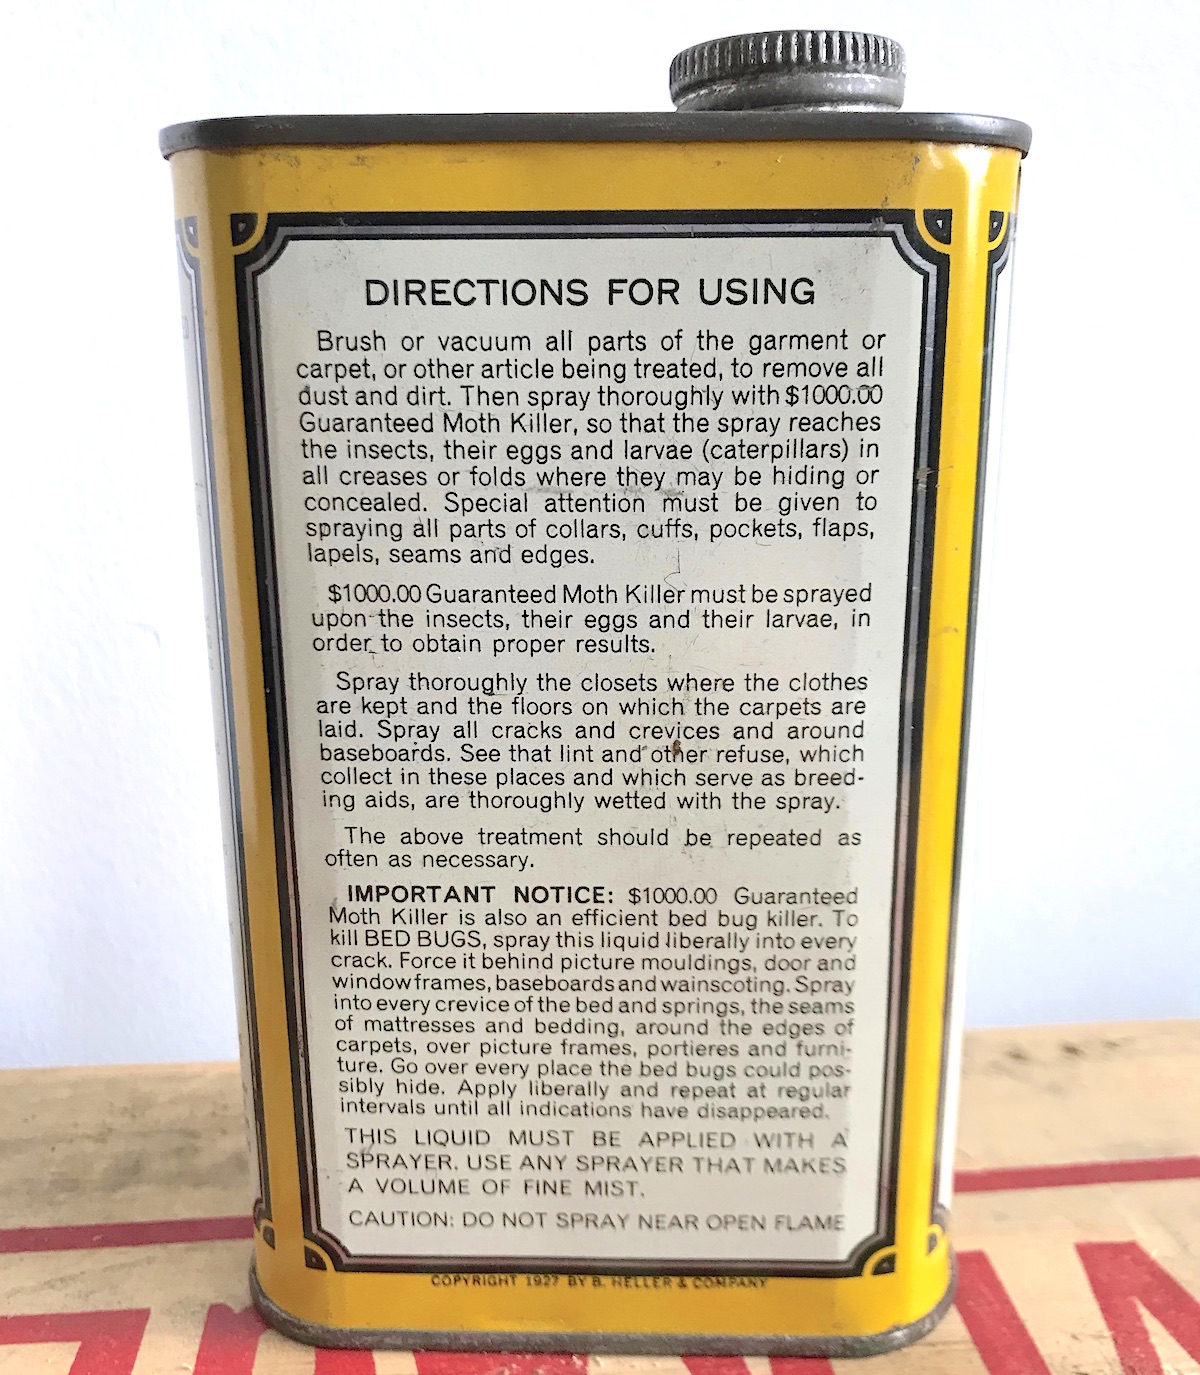 DIRECTIONS FOR USING
Brush or vacuum all parts of the garment or
carpet, or other article being treated, to remove all
dust and dirt. Then spray thoroughly with $1000.00
Guaranteed Moth Killer, so that the spray reaches
the insects, their eggs and larvae (caterpillars) in
all creases or folds where they may be hiding or
concealed. Special attention must be given to
spraying all parts of collars, cuffs, pockets, flaps,
lapels, seams and edges.
$1000.00 Guaranteed Moth Killer must be sprayed
upon the insects, their eggs and their larvae, in
order to obtain proper results.
Spray thoroughly the closets where the clothes
are kept and the floors on which the carpets are
laid. Spray all cracks and crevices and around
baseboards. See that lint and other refuse, which
collect in these places and which serve as breed-
ing aids, are thoroughly wetted with the spray.
The above treatment should be repeated as
often as necessary.
IMPORTANT NOTICE: $1000.00 Guaranteed
Moth Killer is also an efficient bed bug killer. To
kill BED BUGS, spray this liquid liberally into every
crack. Force it behind picture mouldings, door and
window frames, baseboards and wainscoting. Spray
into every crevice of the bed and springs, the seams
of mattresses and bedding, around the edges of
carpets, over picture frames, portieres and furni-
ture. Go over every place the bed bugs could pos-
sibly hide. Apply liberally and repeat at regular
intervals until all indications have disappeared.
THIS LIQUID MUST BE APPLIED WITH A
SPRAYER. USE ANY SPRAYER THAT MAKES
A VOLUME OF FINE MIST.
CAUTION: DO NOT SPRAY NEAR OPEN FLAME
COPYRIGHT 1927 BY B. HELLER & COMPANY